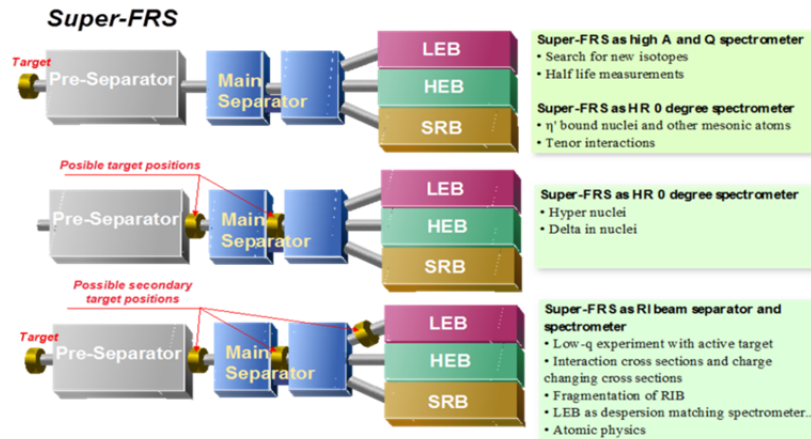 Super-FRS
Target
Pre-Separator
Main
Separator
LEB
HEB
SRB
Super-FRS as high A and Q spectrometer
• Search for new isotopes
• Half life measurements
Super-FRS as HR 0 degree spectrometer
• η' bound nuclei and other mesonic atoms
• Tenor interactions
Posible target positions
Pre-Separator
Main
Separator
LEB
HEB
SRB
Super-FRS as HR 0 degree spectrometer
• Hyper nuclei
• Delta in nuclei
Possible secondary
target positions
Target
Pre-Separator
Main
Separator
LEB
HEB
SRB
Super-FRS as RI beam separator and
spectrometer
• Low-q experiment with active target
• Interaction cross sections and charge
changing cross sections
• Fragmentation of RIB
• LEB as despersion matching spectrometer..
• Atomic physics